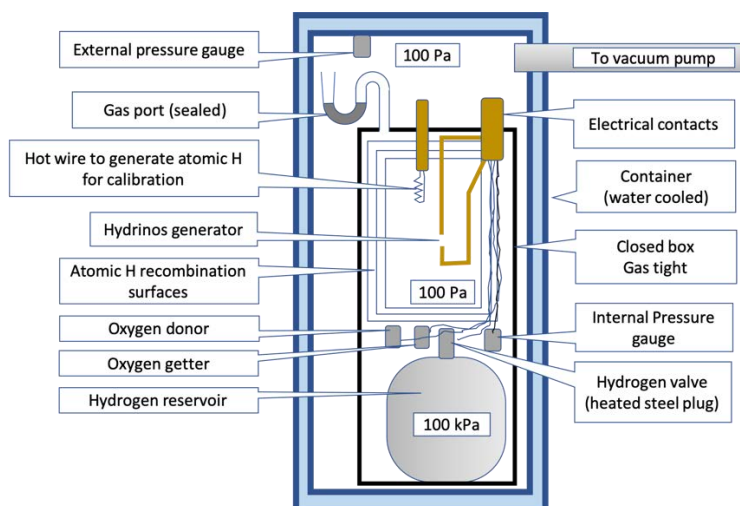 External pressure gauge
100 Pa
To vacuum pump
Gas port (sealed)
Electrical contacts
Hot wire to generate atomic H
for calibration
Container
(water cooled)
Hydrinos generator
Closed box
Gas tight
Atomic H recombination
surfaces
100 Pa
Oxygen donor
Internal Pressure
gauge
Oxygen getter
Hydrogen valve
(heated steel plug)
Hydrogen reservoir
100 kPa